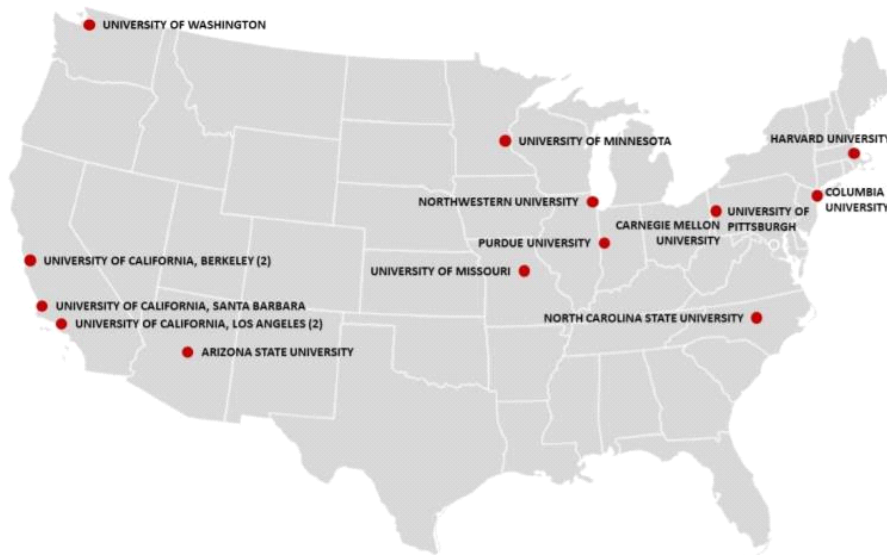 UNIVERSITY OF WASHINGTON
UNIVERSITY OF MINNESOTA
HARVARD UNIVERSITY
NORTHWESTERN UNIVERSITY
COLUMBIA
UNIVERSITY
UNIVERSITY OF
PITTSBURGH
CARNEGIE MELLON
UNIVERSITY
PURDUE UNIVERSITY
UNIVERSITY OF CALIFORNIA, BERKELEY (2)
UNIVERSITY OF MISSOURI
UNIVERSITY OF CALIFORNIA, SANTA BARBARA
UNIVERSITY OF CALIFORNIA, LOS ANGELES (2)
NORTH CAROLINA STATE UNIVERSITY
ARIZONA STATE UNIVERSITY